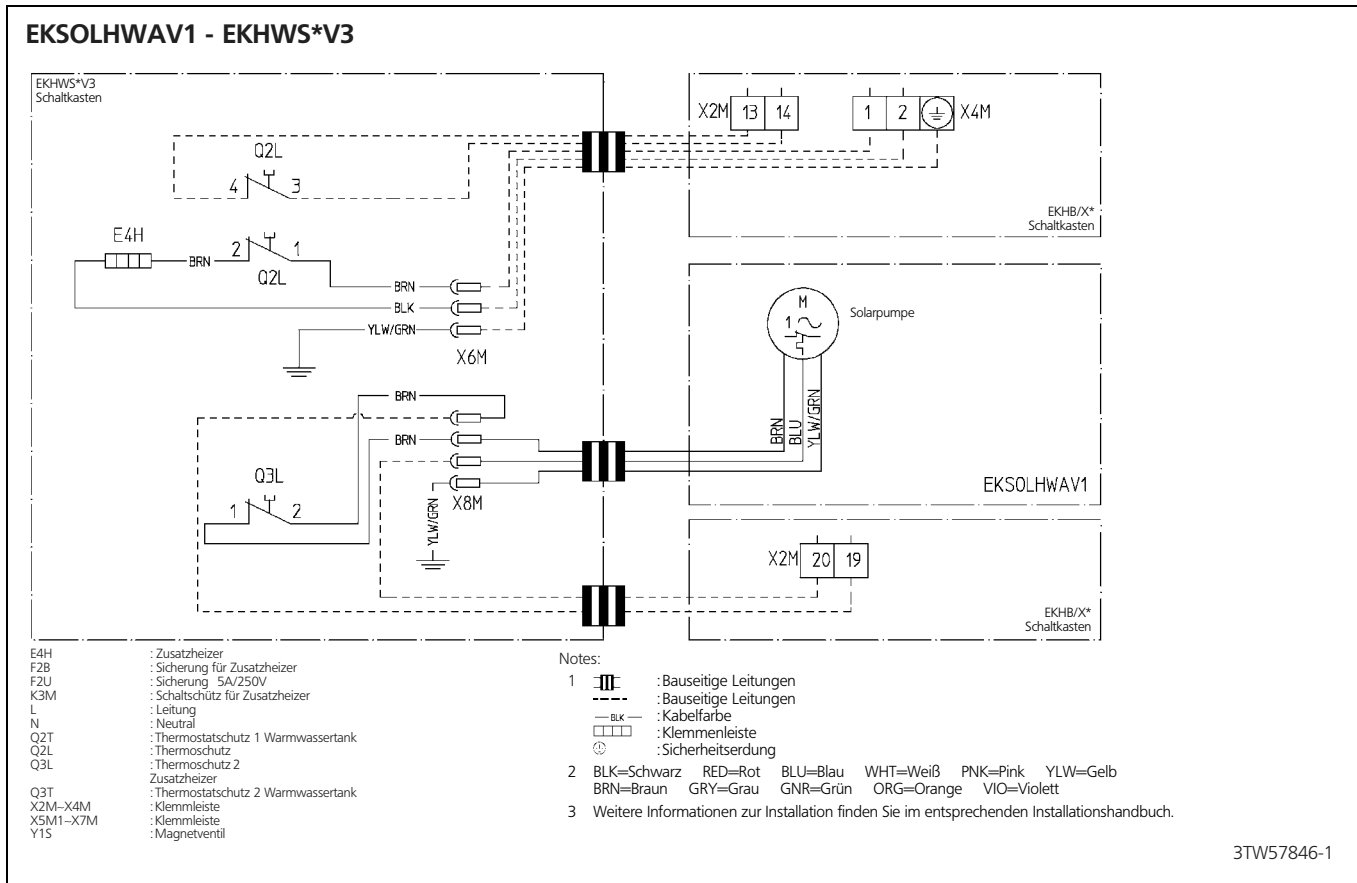 EKSOLHWAV1 - EKHWS*V3
EKHWS*V3
Schaltkasten
X2M 13 14 1 2 X4M
Q2L
4 3
EKHB/X*
Schaltkasten
E4H
BRN 2 1
Q2L
BRN
BLK
YLW/GRN
X6M
M
1
Solarpumpe
BRN
BLU
YLW/GRN
EKSOLHWAV1
BRN
BRN
Q3L
1 2
X8M
YLW/GRN
X2M 20 19
EKHB/X*
Schaltkasten
E4H : Zusatzheizer
F2B : Sicherung für Zusatzheizer
F2U : Sicherung 5A/250V
K3M : Schaltschütz für Zusatzheizer
L : Leitung
N : Neutral
Q2T : Thermostatschutz 1 Warmwassertank
Q2L : Thermoschutz
Q3L : Thermoschutz 2
Zusatzheizer
Q3T : Thermostatschutz 2 Warmwassertank
X2M~X4M : Klemmleiste
X5M1~X7M : Klemmleiste
Y1S : Magnetventil
Notes:
1 : Bauseitige Leitungen
: Bauseitige Leitungen
BLK : Kabelfarbe
: Klemmenleiste
: Sicherheitserdung
2 BLK=Schwarz RED=Rot BLU=Blau WHT=Weiß PNK=Pink YLW=Gelb
BRN=Braun GRY=Grau GNR=Grün ORG=Orange VIO=Violett
3 Weitere Informationen zur Installation finden Sie im entsprechenden Installationshandbuch.
3TW57846-1